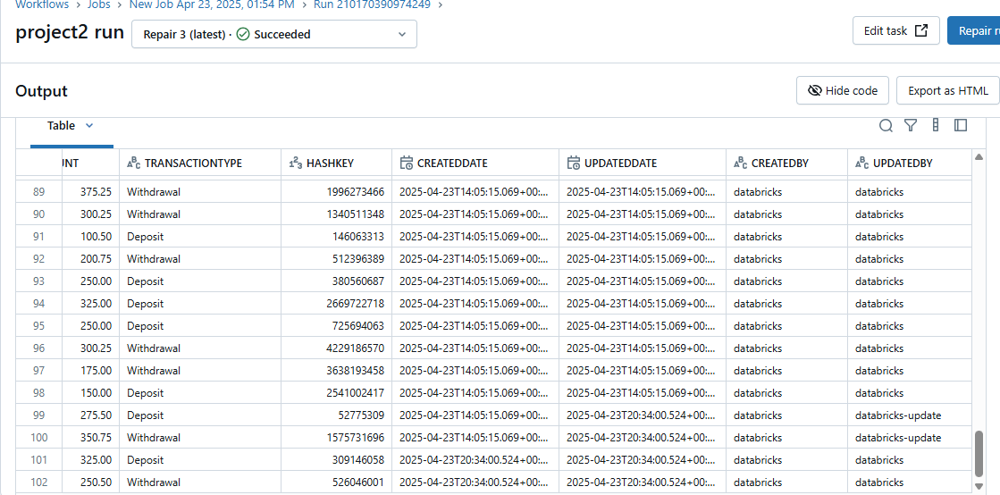 Workflows > Jobs > New Job Apr 23, 2025, 01:54 PM > Run 210170390974249 >
project2 run Repair 3 (latest) · Succeeded Edit task Repair ru
Output Hide code Export as HTML
Table
JNT TRANSACTIONTYPE HASHKEY CREATEDDATE UPDATEDDATE CREATEDBY UPDATEDBY
89 375.25 Withdrawal 1996273466 2025-04-23T14:05:15.069+00:... 2025-04-23T14:05:15.069+00:... databricks databricks
90 300.25 Withdrawal 1340511348 2025-04-23T14:05:15.069+00:... 2025-04-23T14:05:15.069+00:... databricks databricks
91 100.50 Deposit 146063313 2025-04-23T14:05:15.069+00:... 2025-04-23T14:05:15.069+00:... databricks databricks
92 200.75 Withdrawal 512396389 2025-04-23T14:05:15.069+00:... 2025-04-23T14:05:15.069+00:... databricks databricks
93 250.00 Deposit 380560687 2025-04-23T14:05:15.069+00:... 2025-04-23T14:05:15.069+00:... databricks databricks
94 325.00 Deposit 2669722718 2025-04-23T14:05:15.069+00:... 2025-04-23T14:05:15.069+00:... databricks databricks
95 250.00 Deposit 725694063 2025-04-23T14:05:15.069+00:... 2025-04-23T14:05:15.069+00:... databricks databricks
96 300.25 Withdrawal 4229186570 2025-04-23T14:05:15.069+00:... 2025-04-23T14:05:15.069+00:... databricks databricks
97 175.00 Withdrawal 3638193458 2025-04-23T14:05:15.069+00:... 2025-04-23T14:05:15.069+00:... databricks databricks
98 150.00 Deposit 2541002417 2025-04-23T14:05:15.069+00:... 2025-04-23T14:05:15.069+00:... databricks databricks
99 275.50 Deposit 52775309 2025-04-23T14:05:15.069+00:... 2025-04-23T20:34:00.524+00:... databricks databricks-update
100 350.75 Withdrawal 1575731696 2025-04-23T14:05:15.069+00:... 2025-04-23T20:34:00.524+00:... databricks databricks-update
101 325.00 Deposit 309146058 2025-04-23T20:34:00.524+00:... 2025-04-23T20:34:00.524+00:... databricks databricks
102 250.50 Withdrawal 526046001 2025-04-23T20:34:00.524+00:... 2025-04-23T20:34:00.524+00:... databricks databricks